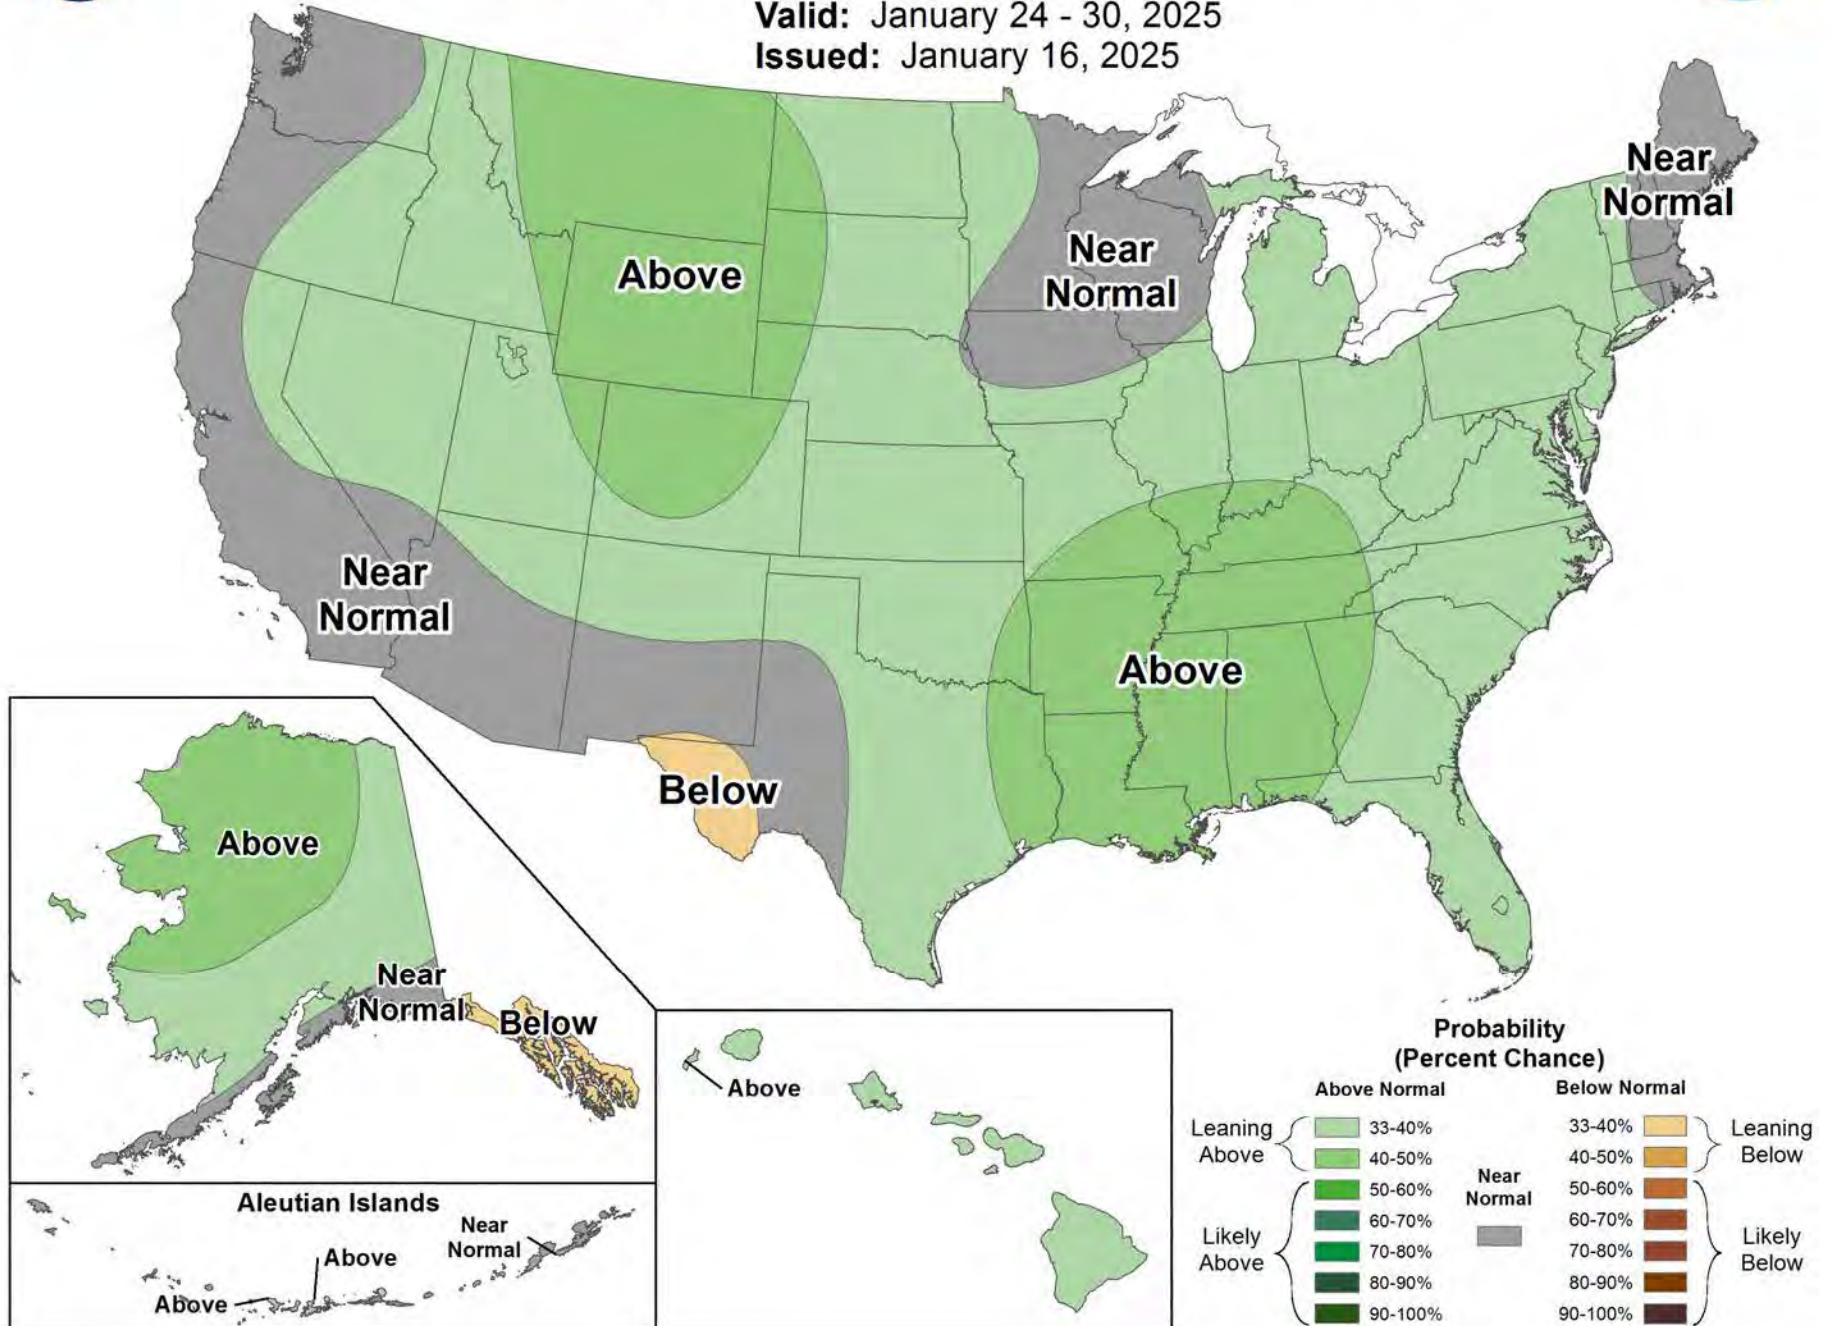 Valid: January 24 - 30, 2025
Issued: January 16, 2025
Near
Normal
Near
Normal
Above
Near
Normal
Above
Below
Above
Near
Normal
Below
Above
Aleutian Islands
Near
Normal
Above
Above
Probability
(Percent Chance)
Above Normal
Below Normal
Leaning
Above
33-40%
40-50%
Likely
Above
50-60%
60-70%
70-80%
80-90%
90-100%
Near
Normal
33-40%
40-50%
Leaning
Below
50-60%
60-70%
70-80%
80-90%
90-100%
Likely
Below